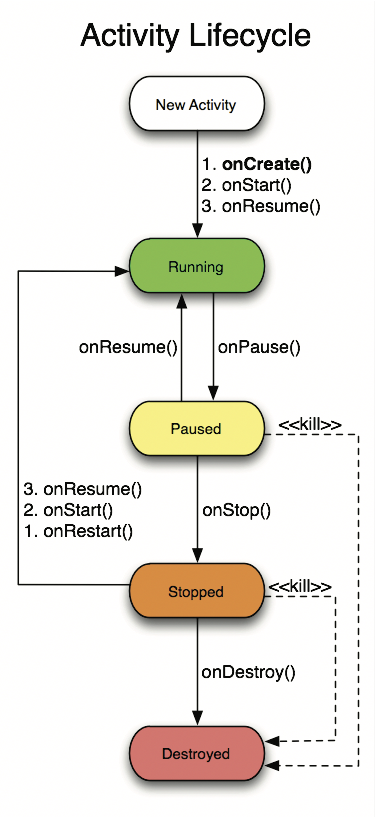 Activity Lifecycle
New Activity
1. onCreate()
2. onStart()
3. onResume()
Running
onResume()
onPause()
Paused
<<kill>>
3. onResume()
2. onStart()
1. onRestart()
onStop()
Stopped
<<kill>>
onDestroy()
Destroyed